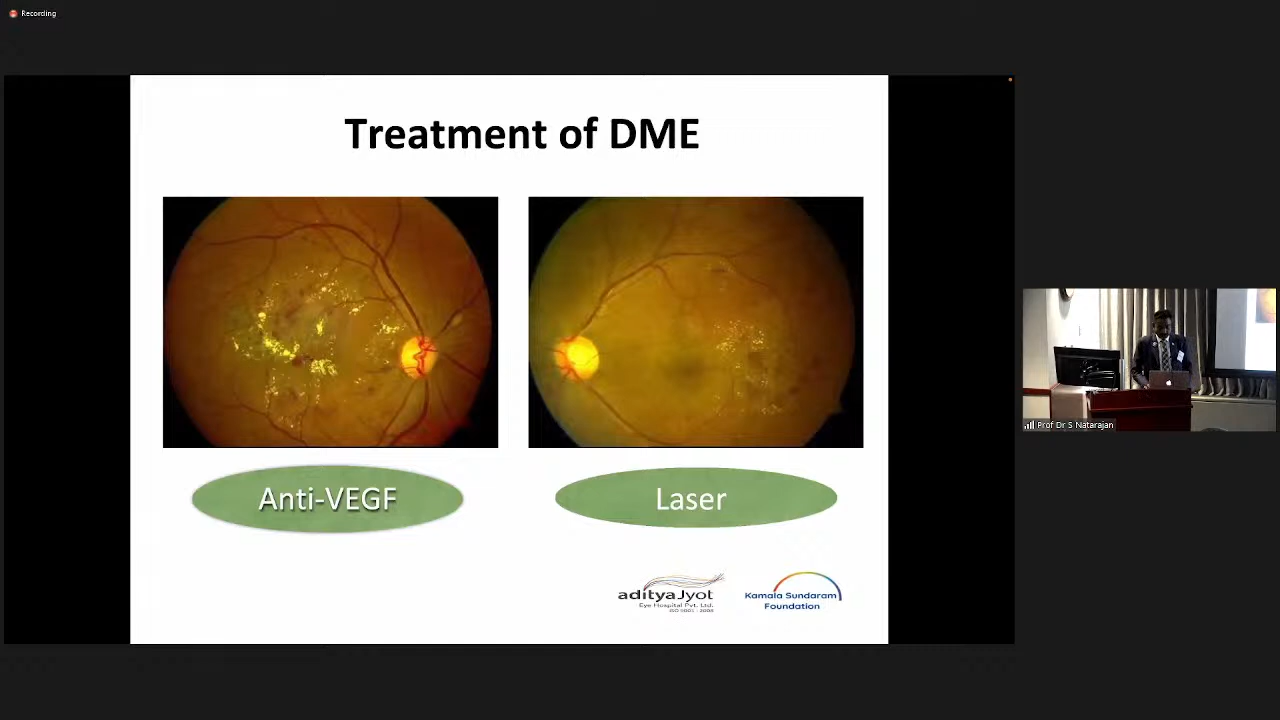 Recording
Treatment of DME
Anti-VEGF
Laser
adityaJyot
Eye Hospital Pvt. Ltd.
ISO 9001 : 2008
Kamala Sundaram
Foundation
Prof Dr S Natarajan